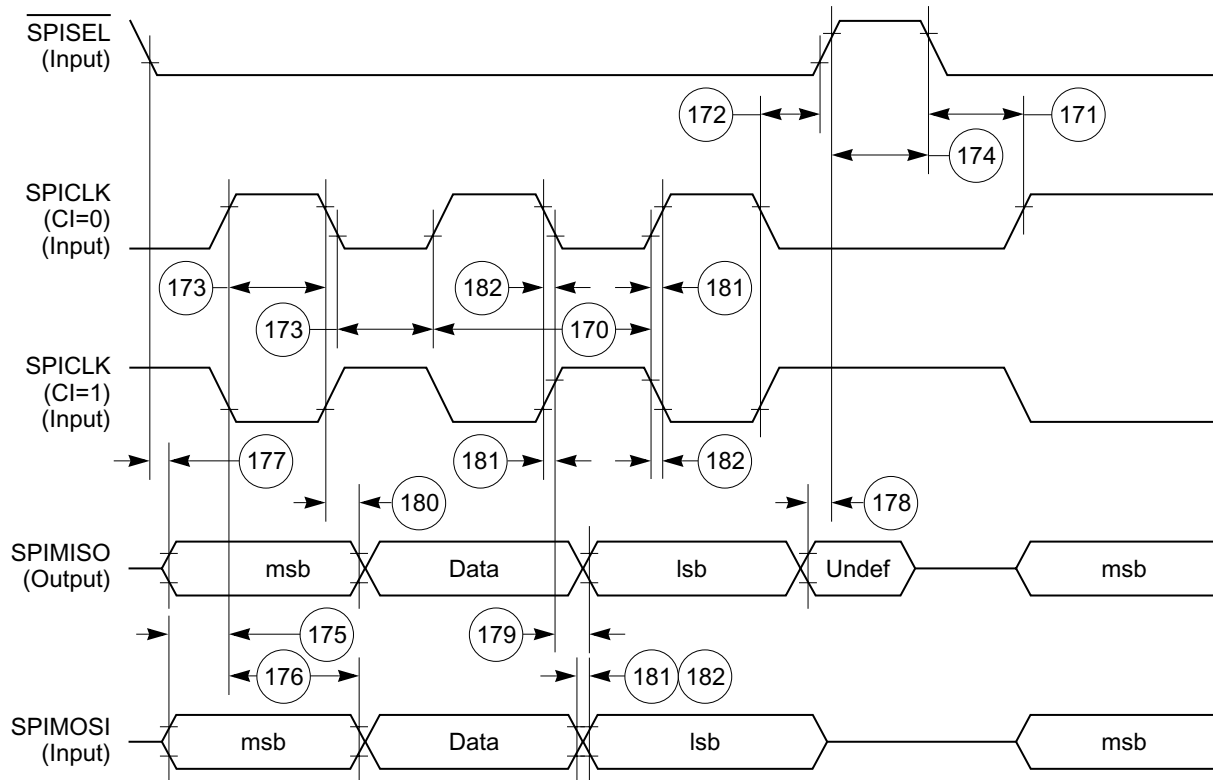 SPISEL
(Input)
172
171
174
SPICLK
(CI=0)
(Input)
173
182
181
173
170
SPICLK
(CI=1)
(Input)
177
181
182
180
178
SPIMISO
(Output)
msb
Data
lsb
Undef
msb
175
179
176
181
182
SPIMOSI
(Input)
msb
Data
lsb
msb